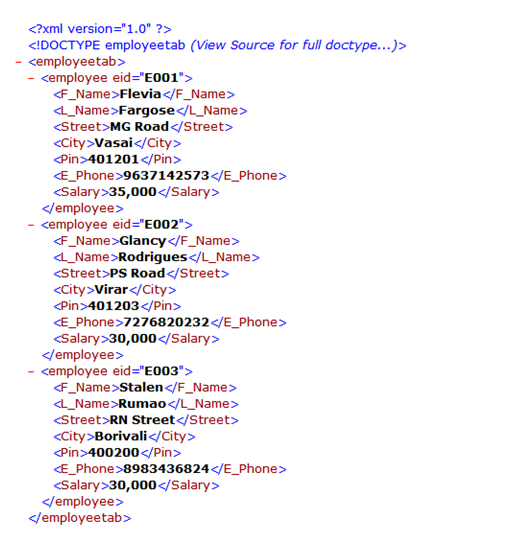 <?xml version="1.0" ?>
<!DOCTYPE employeetab (View Source for full doctype...)>
- <employeetab>
- <employee eid="E001">
<F_Name>Flevia</F_Name>
<L_Name>Fargose</L_Name>
<Street>MG Road</Street>
<City>Vasai</City>
<Pin>401201</Pin>
<E_Phone>9637142573</E_Phone>
<Salary>35,000</Salary>
</employee>
- <employee eid="E002">
<F_Name>Glancy</F_Name>
<L_Name>Rodrigues</L_Name>
<Street>PS Road</Street>
<City>Virar</City>
<Pin>401203</Pin>
<E_Phone>7276820232</E_Phone>
<Salary>30,000</Salary>
</employee>
- <employee eid="E003">
<F_Name>Stalen</F_Name>
<L_Name>Rumao</L_Name>
<Street>RN Street</Street>
<City>Borivali</City>
<Pin>400200</Pin>
<E_Phone>8983436824</E_Phone>
<Salary>30,000</Salary>
</employee>
</employeetab>